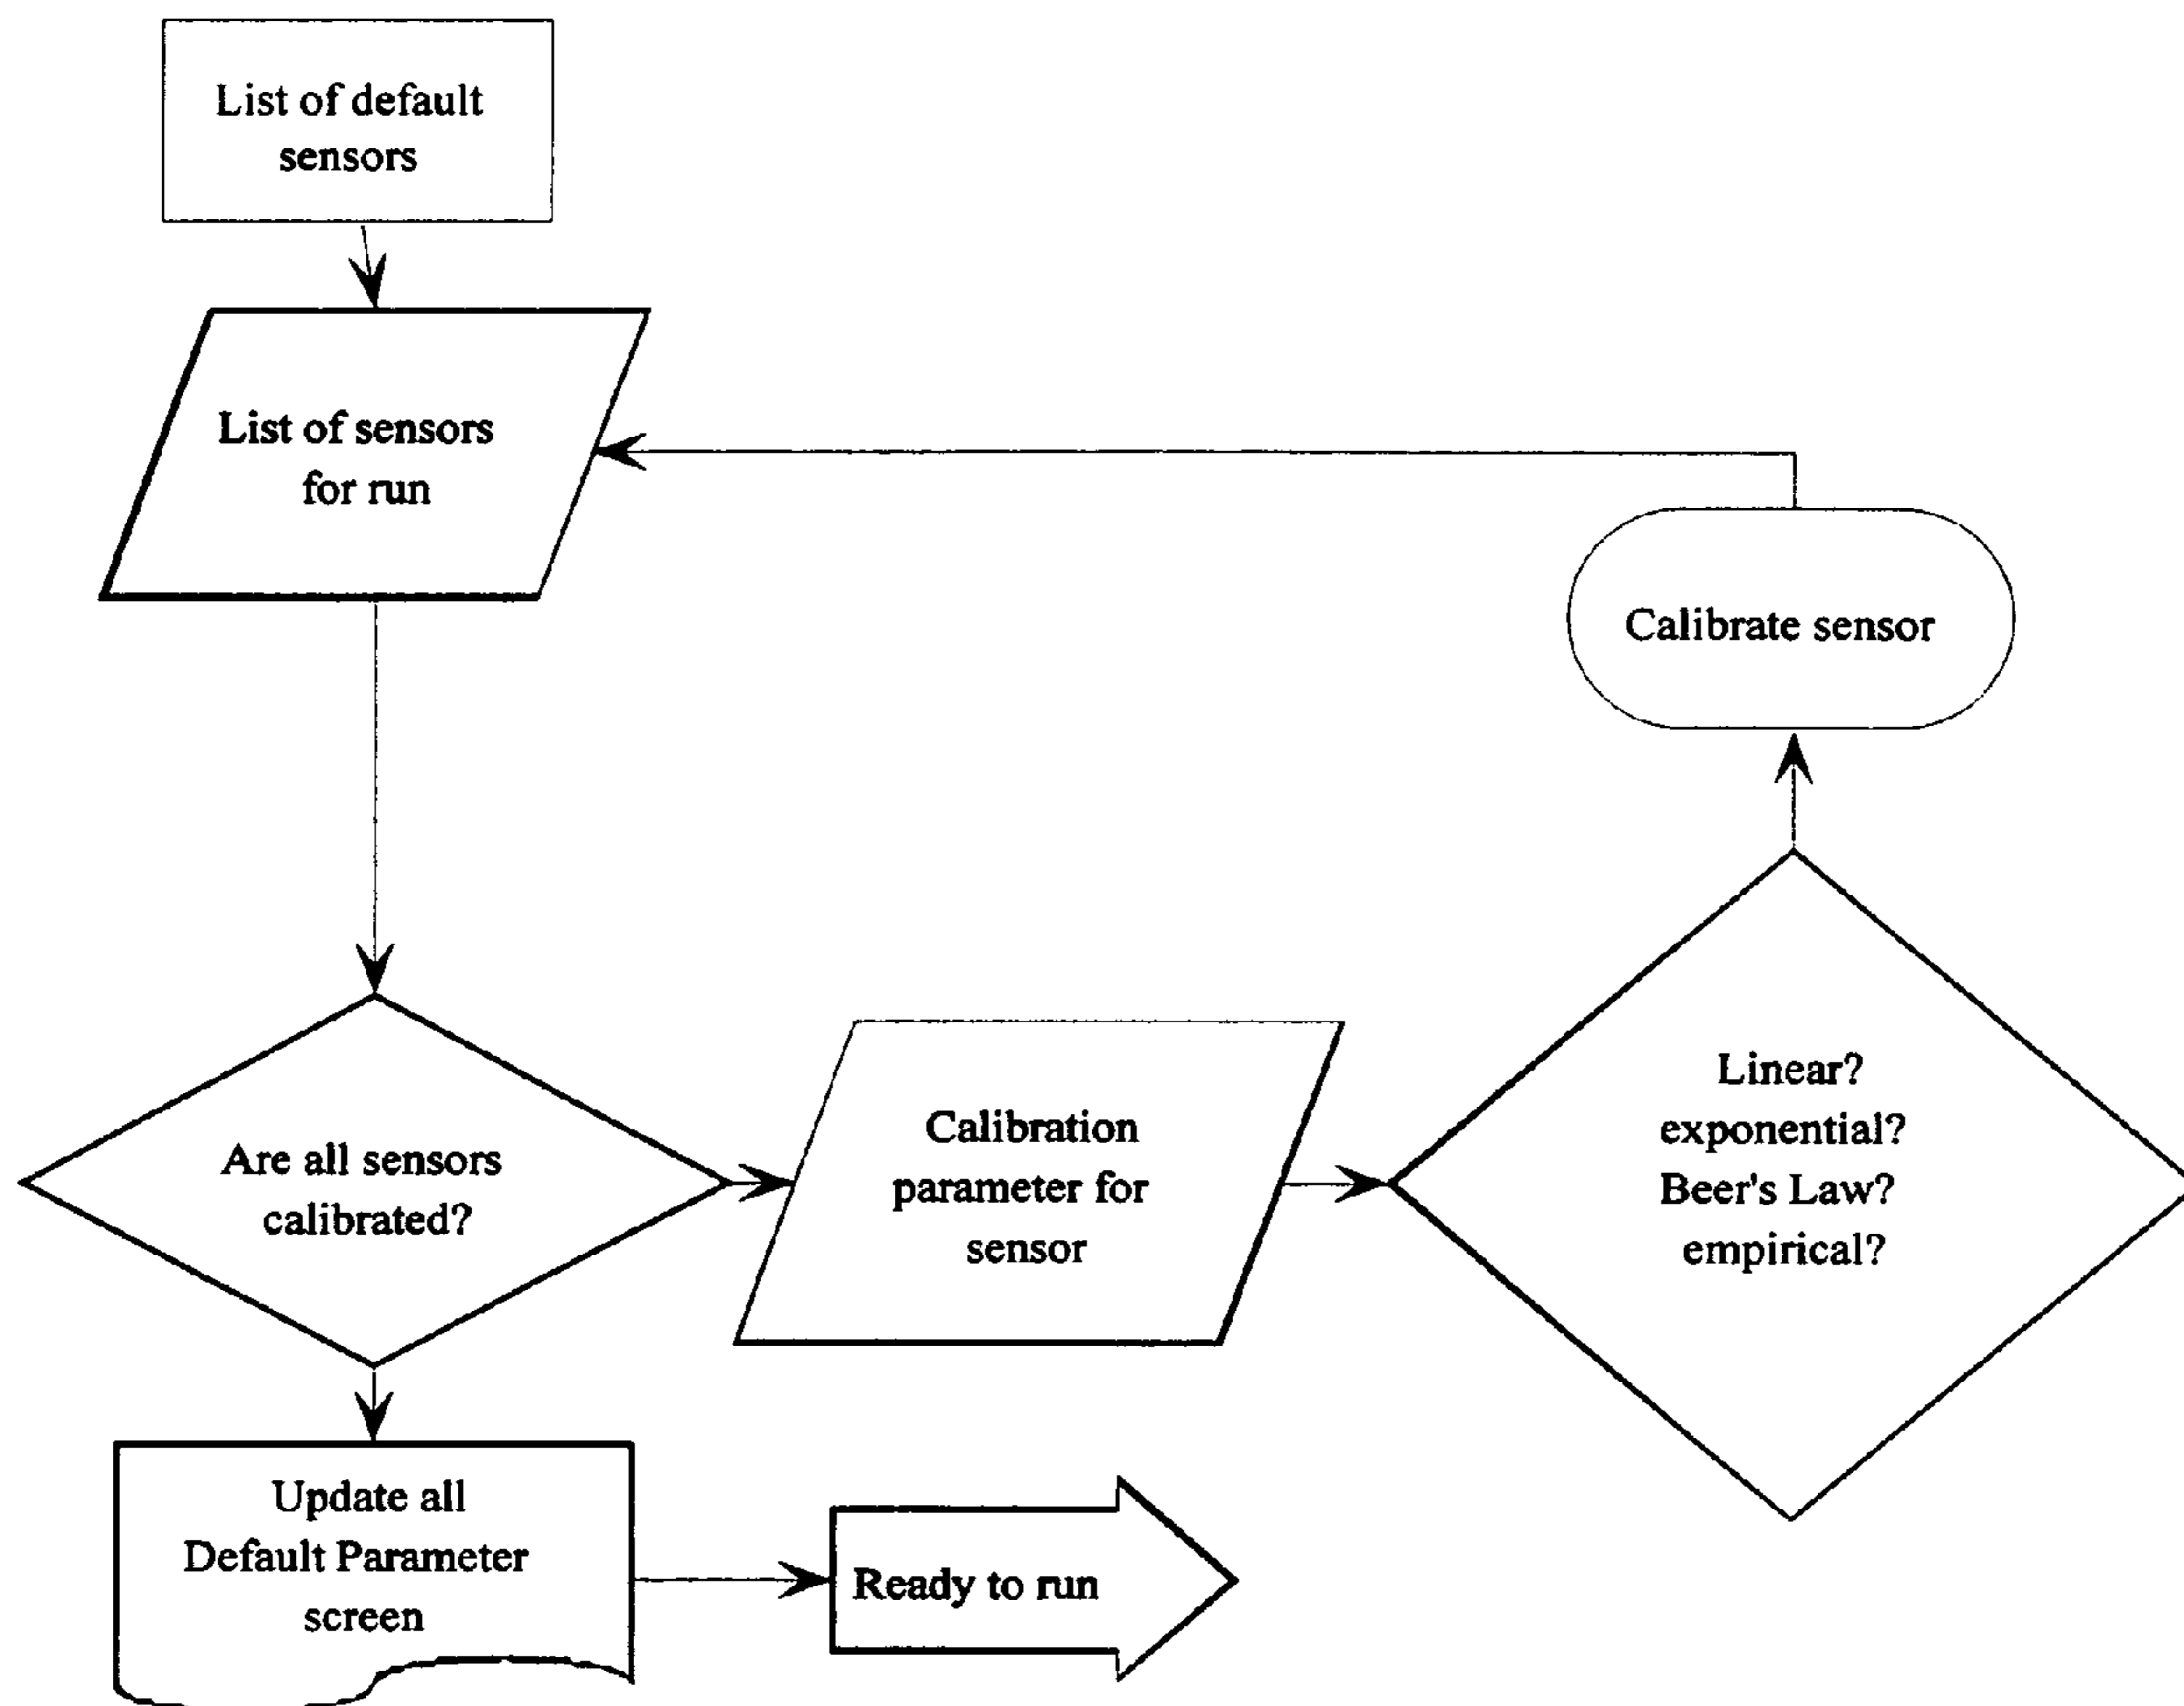 List of default
sensors
List of sensors
for run
Calibrate sensor
Are all sensors
calibrated?
Calibration
parameter for
sensor
Linear?
exponential?
Beer's Law?
empirical?
Update all
Default Parameter
screen
Ready to run